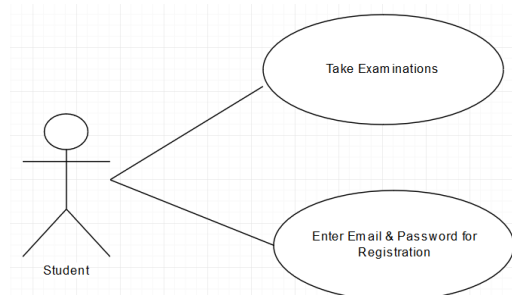 Take Examinations
Enter Email & Password for
Registration
Student